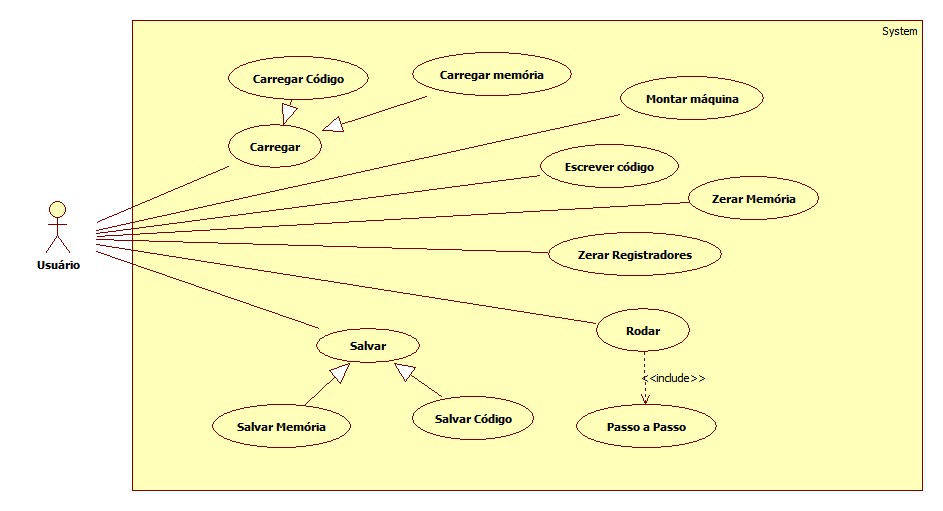 System
Carregar Código
Carregar memória
Montar máquina
Carregar
Escrever código
Zerar Memória
Usuário
Zerar Registradores
Rodar
Salvar
<<include>>
Salvar Memória
Salvar Código
Passo a Passo